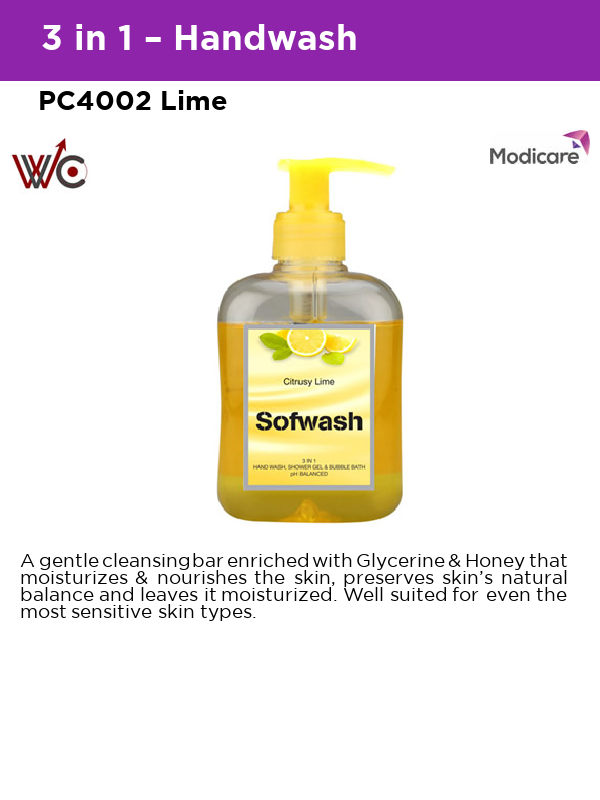 3 in 1 – Handwash
PC4002 Lime
WC
Modicare
Citrusy Lime
Sofwash
3 IN 1
HAND WASH, SHOWER GEL & BUBBLE BATH
pH BALANCED
A gentle cleansing bar enriched with Glycerine & Honey that
moisturizes & nourishes the skin, preserves skin's natural
balance and leaves it moisturized. Well suited for even the
most sensitive skin types.